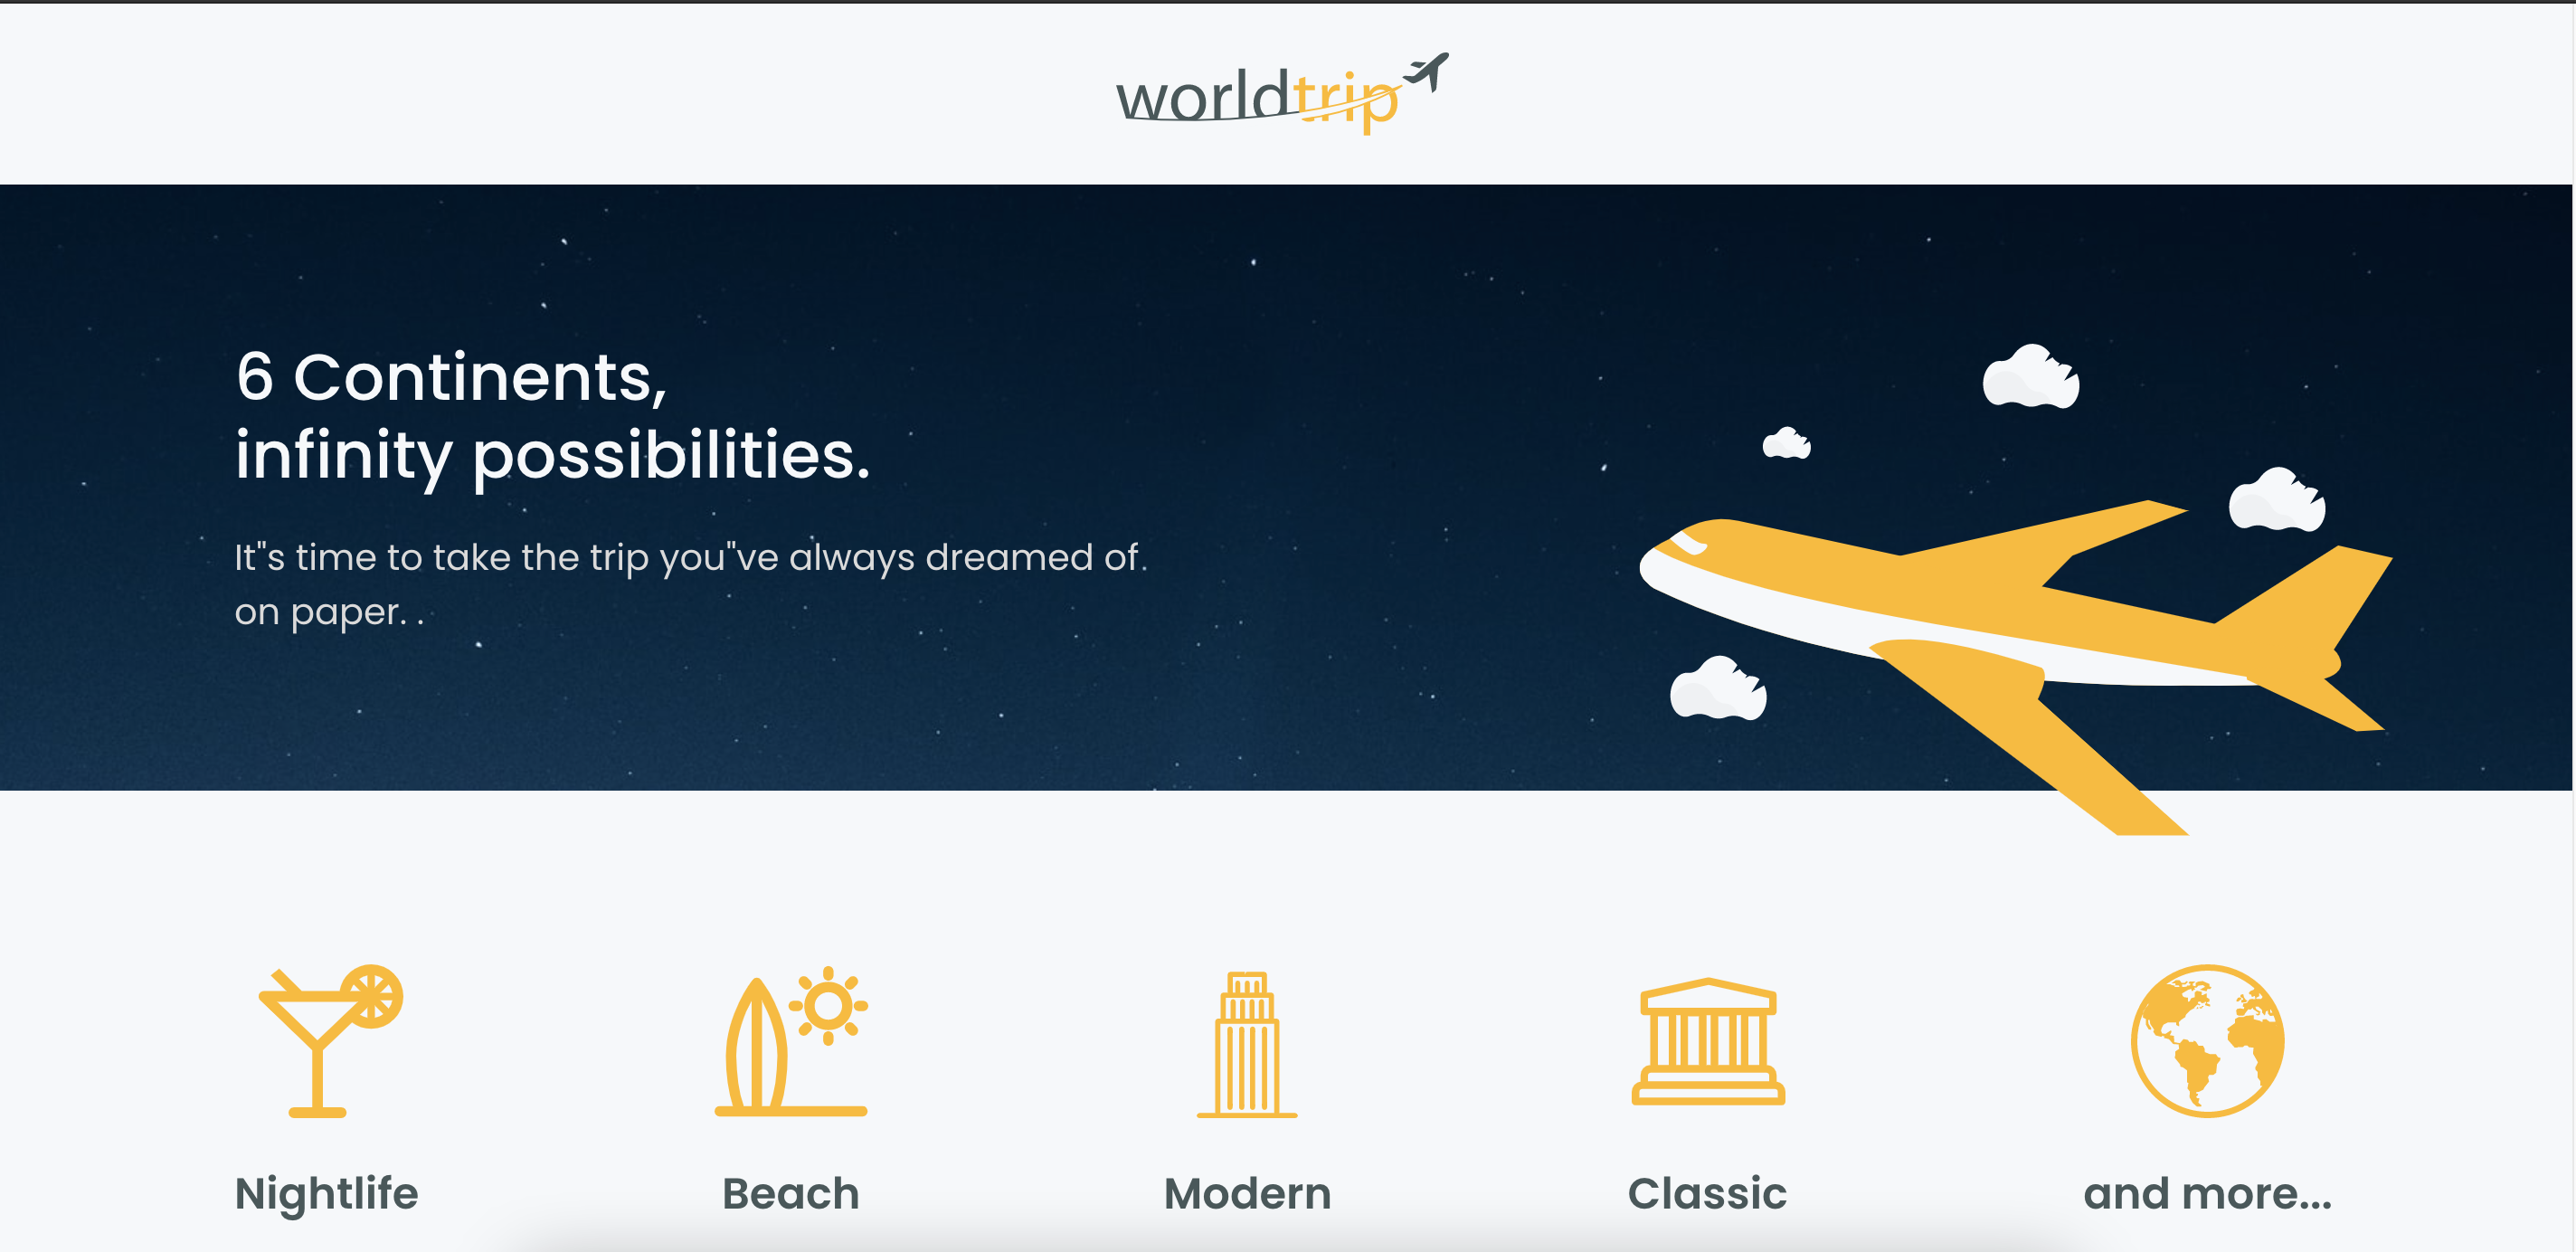 worldtrip
6 Continents,
infinity possibilities.
It"s time to take the trip you"ve always dreamed of.
on paper. .
Nightlife
Beach
Modern
Classic
and more...